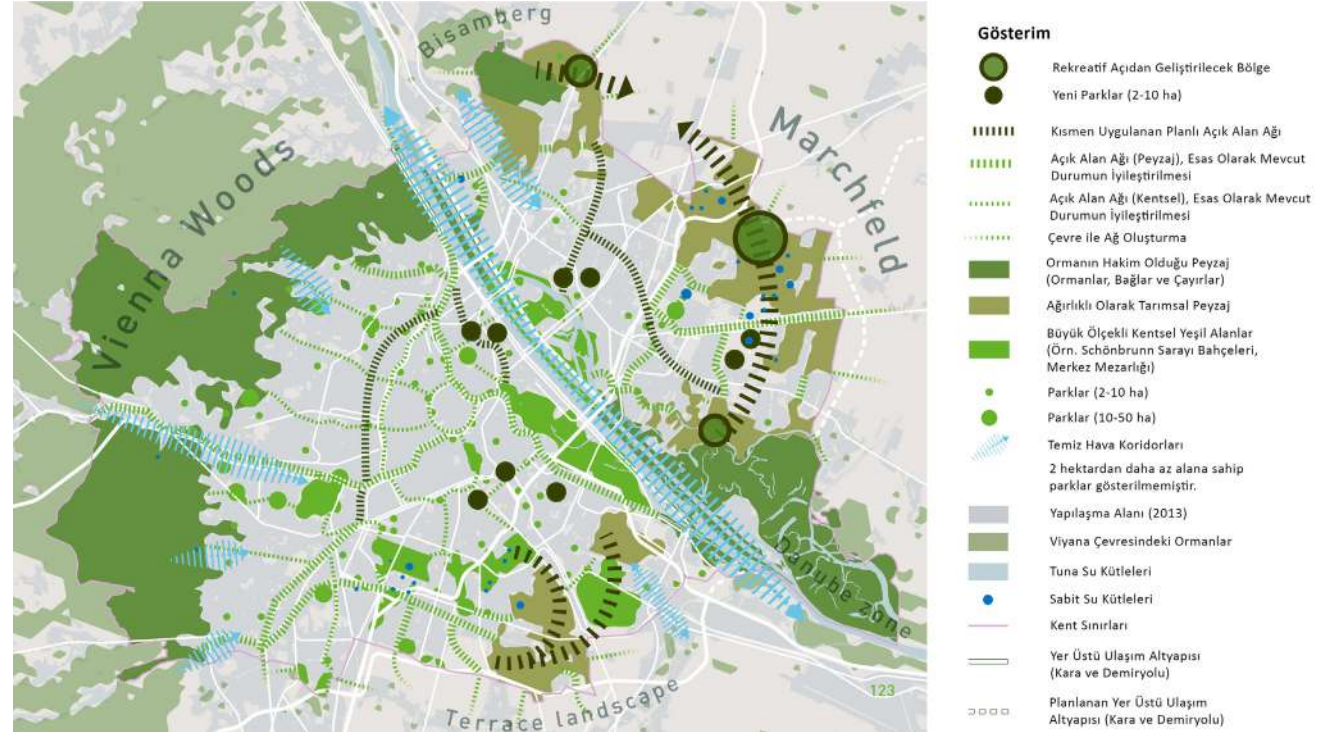 Bisamberg
Marchfeld
Vienna Woods
Danube zone
Terrace landscape
123
Gösterim
Rekreatif Açıdan Geliştirilecek Bölge
Yeni Parklar (2-10 ha)
Kısmen Uygulanan Planlı Açık Alan Ağı
Açık Alan Ağı (Peyzaj), Esas Olarak Mevcut
Durumun İyileştirilmesi
Açık Alan Ağı (Kentsel), Esas Olarak Mevcut
Durumun İyileştirilmesi
Çevre ile Ağ Oluşturma
Ormanın Hakim Olduğu Peyzaj
(Ormanlar, Bağlar ve Çayırlar)
Ağırlıklı Olarak Tarımsal Peyzaj
Büyük Ölçekli Kentsel Yeşil Alanlar
(Örn. Schönbrunn Sarayı Bahçeleri,
Merkez Mezarlığı)
Parklar (2-10 ha)
Parklar (10-50 ha)
Temiz Hava Koridorları
2 hektardan daha az alana sahip
parklar gösterilmemiştir.
Yapılaşma Alanı (2013)
Viyana Çevresindeki Ormanlar
Tuna Su Kütleleri
Sabit Su Kütleleri
Kent Sınırları
Yer Üstü Ulaşım Altyapısı
(Kara ve Demiryolu)
Planlanan Yer Üstü Ulaşım
Altyapısı (Kara ve Demiryolu)